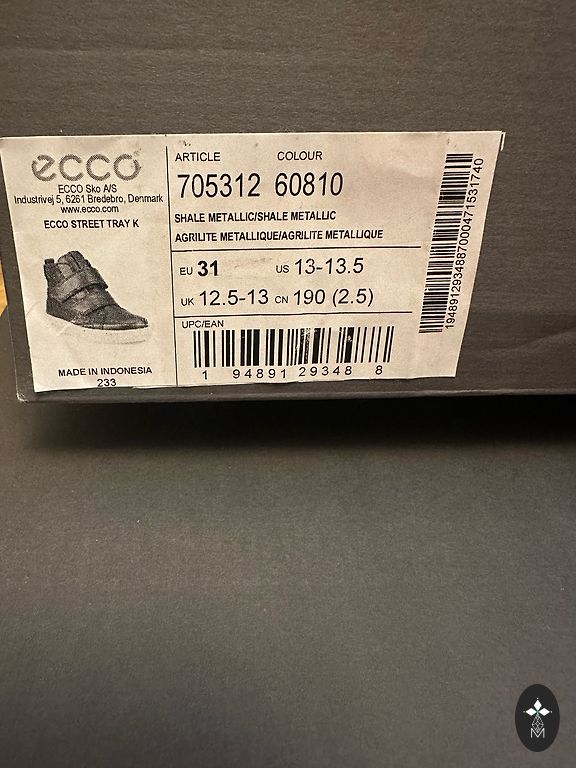 ecco
ECCO Sko A/S
Industrivej 5, 6261 Bredebro, Denmark
www.ecco.com
ECCO STREET TRAY K
MADE IN INDONESIA
233
ARTICLE COLOUR
705312 60810
SHALE METALLIC/SHALE METALLIC
AGRILITE METALLIQUE/AGRILITE METALLIQUE
EU 31 US 13-13.5
UK 12.5-13 CN 190 (2.5)
UPC/EAN
1 94891 29348 8
194891293488700047153174​0
M